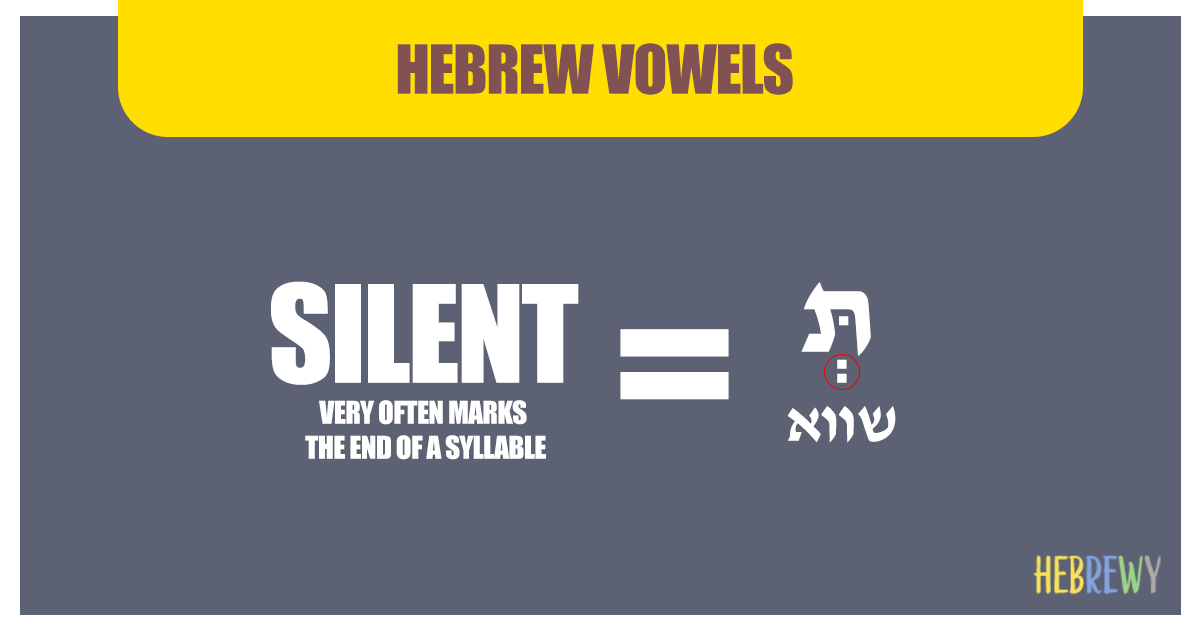 HEBREW VOWELS
SILENT
VERY OFTEN MARKS
THE END OF A SYLLABLE
=
תְּ
שווא
HEBREWY